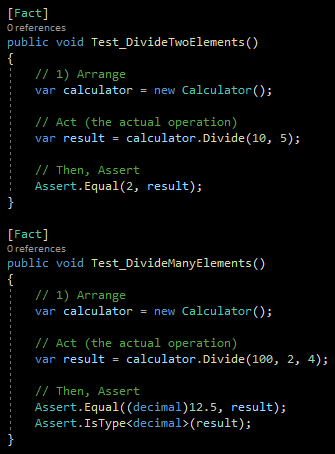 [Fact]
0 references
public void Test_DivideTwoElements()
{
// 1) Arrange
var calculator = new Calculator();
// Act (the actual operation)
var result = calculator.Divide(10, 5);
// Then, Assert
Assert.Equal(2, result);
}
[Fact]
0 references
public void Test_DivideManyElements()
{
// 1) Arrange
var calculator = new Calculator();
// Act (the actual operation)
var result = calculator.Divide(100, 2, 4);
// Then, Assert
Assert.Equal((decimal)12.5, result);
Assert.IsType<decimal>(result);
}